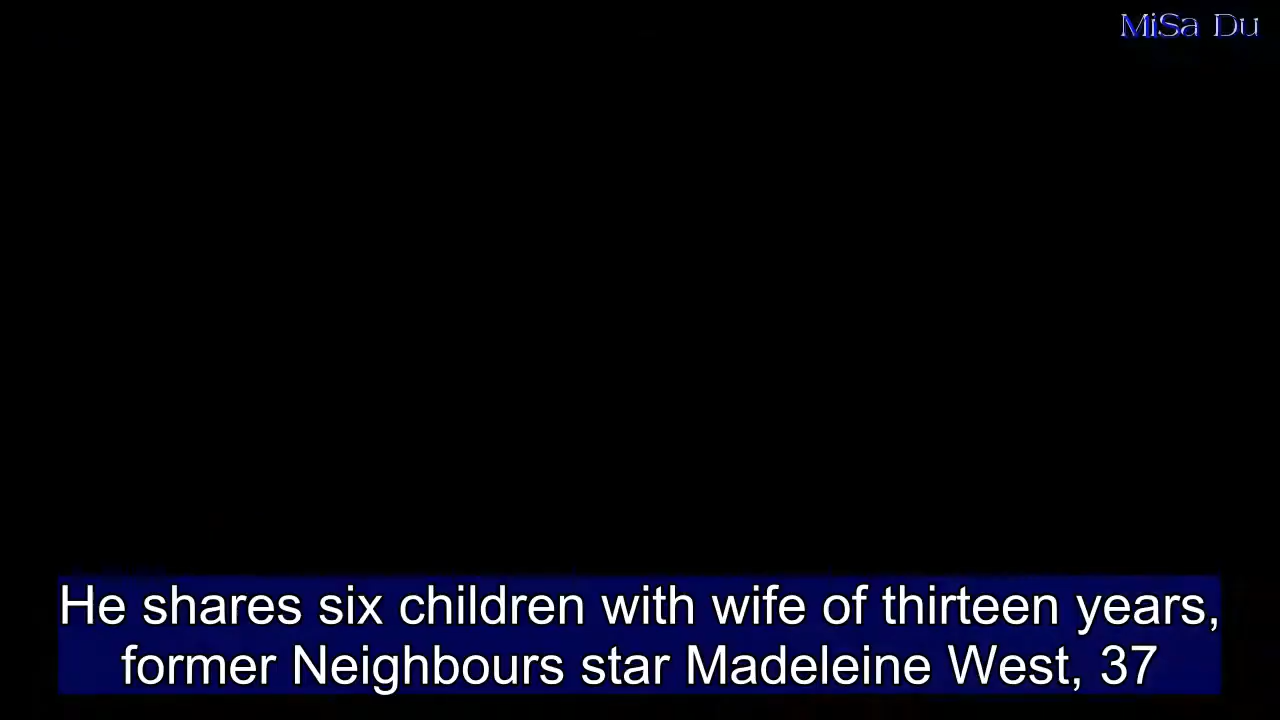 MiSa Du
He shares six children with wife of thirteen years,
former Neighbours star Madeleine West, 37